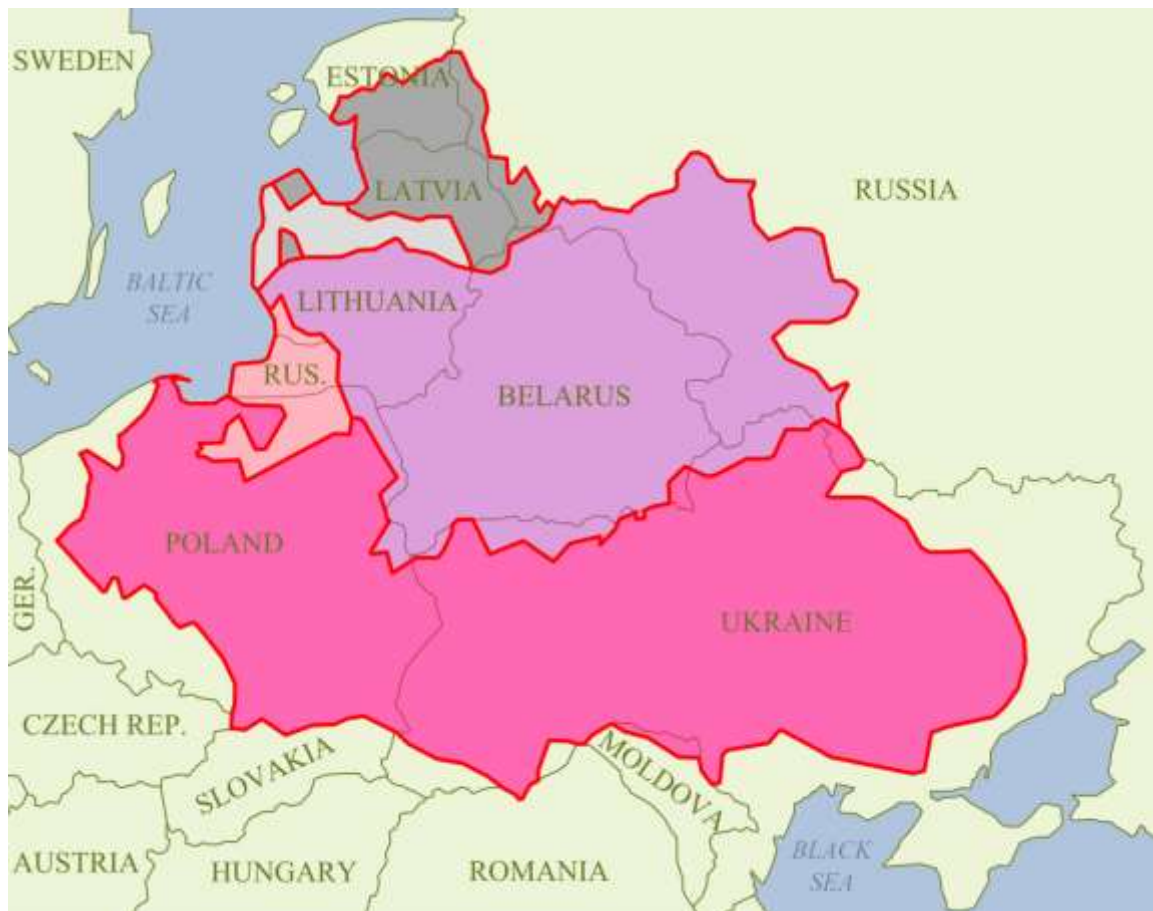 SWEDEN
ESTONIA
LATVIA
RUSSIA
BALTIC
SEA
LITHUANIA
RUS.
BELARUS
POLAND
GER.
UKRAINE
CZECH REP.
SLOVAKIA
MOLDOVA
AUSTRIA
HUNGARY
ROMANIA
BLACK
SEA